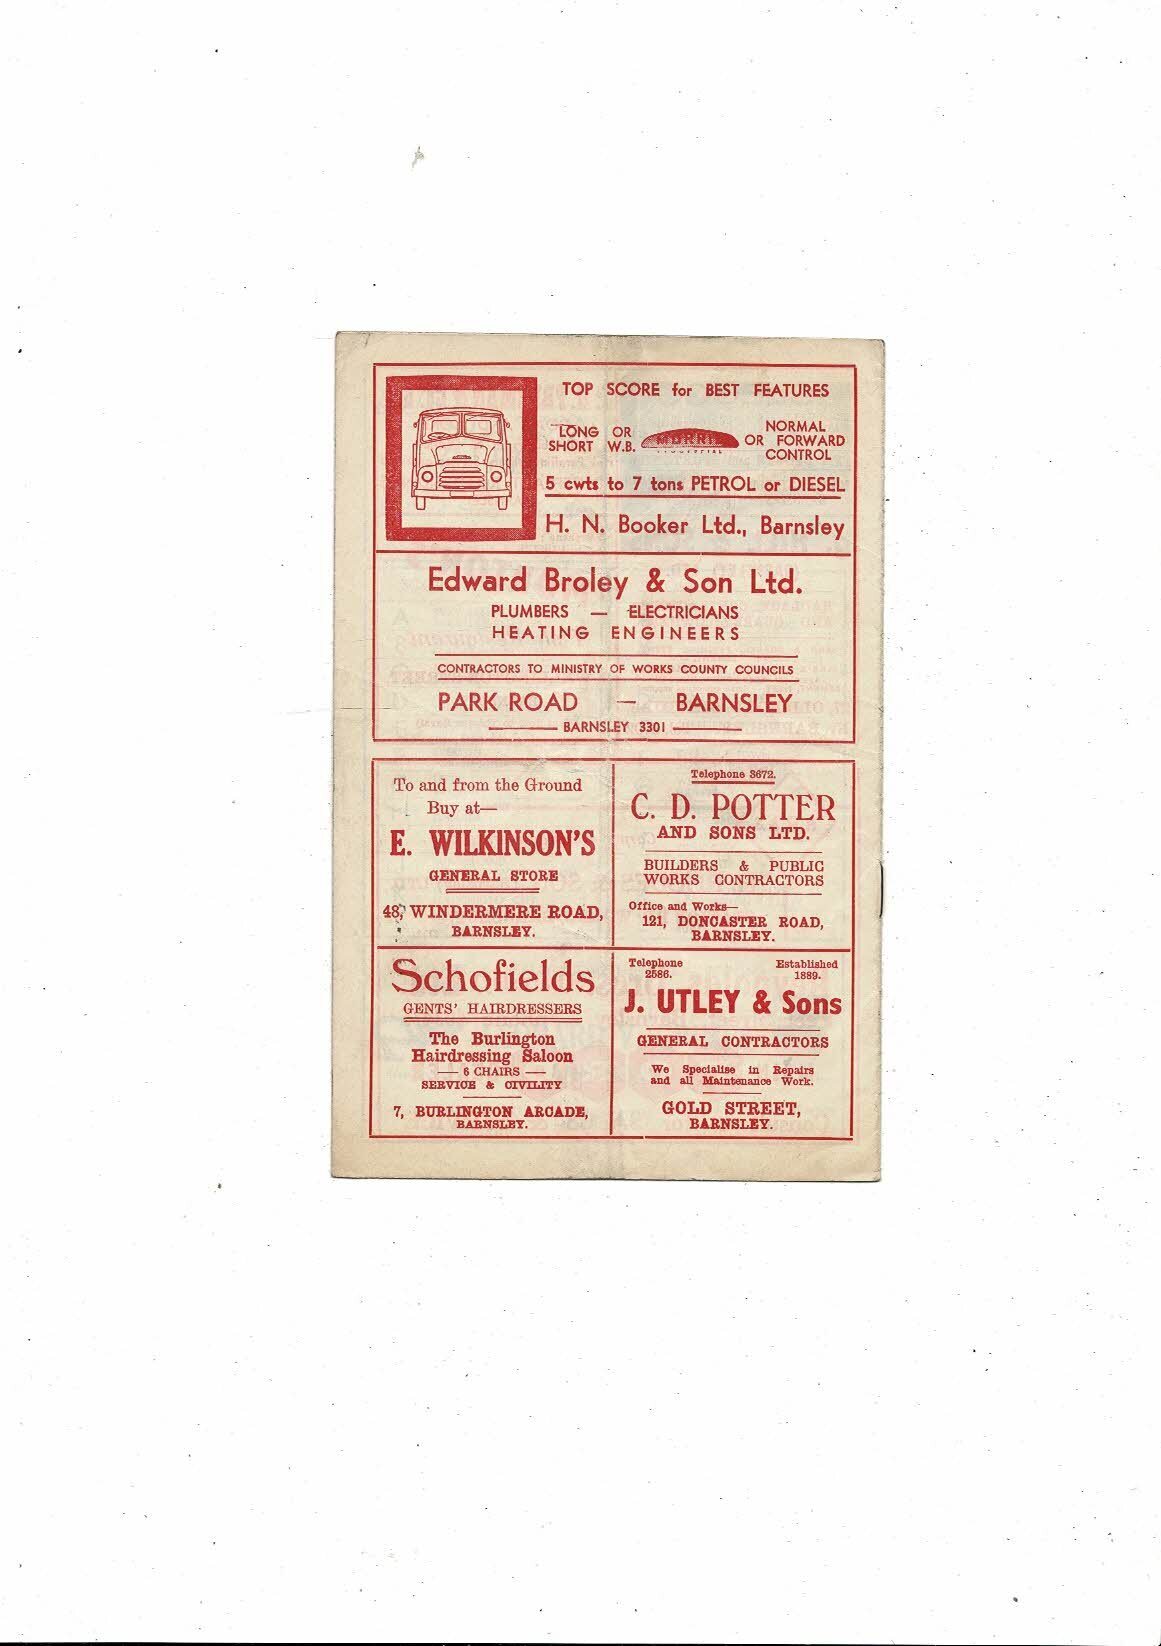 TOP SCORE for BEST FEATURES
LONG OR
SHORT W.B.
MORRIS
COMMERCIAL
NORMAL
OR FORWARD
CONTROL
5 cwts to 7 tons PETROL or DIESEL
H. N. Booker Ltd., Barnsley
Edward Broley & Son Ltd.
PLUMBERS — ELECTRICIANS
HEATING ENGINEERS
CONTRACTORS TO MINISTRY OF WORKS COUNTY COUNCILS
PARK ROAD — BARNSLEY
BARNSLEY 3301
To and from the Ground
Buy at—
E. WILKINSON'S
GENERAL STORE
48, WINDERMERE ROAD,
BARNSLEY.
Telephone 3672.
C. D. POTTER
AND SONS LTD.
BUILDERS & PUBLIC
WORKS CONTRACTORS
Office and Works—
121, DONCASTER ROAD,
BARNSLEY.
Schofields
GENTS' HAIRDRESSERS
The Burlington
Hairdressing Saloon
— 6 CHAIRS —
SERVICE & CIVILITY
7, BURLINGTON ARCADE,
BARNSLEY.
Telephone
2586.
Established
1889.
J. UTLEY & Sons
GENERAL CONTRACTORS
We Specialise in Repairs
and all Maintenance Work.
GOLD STREET,
BARNSLEY.